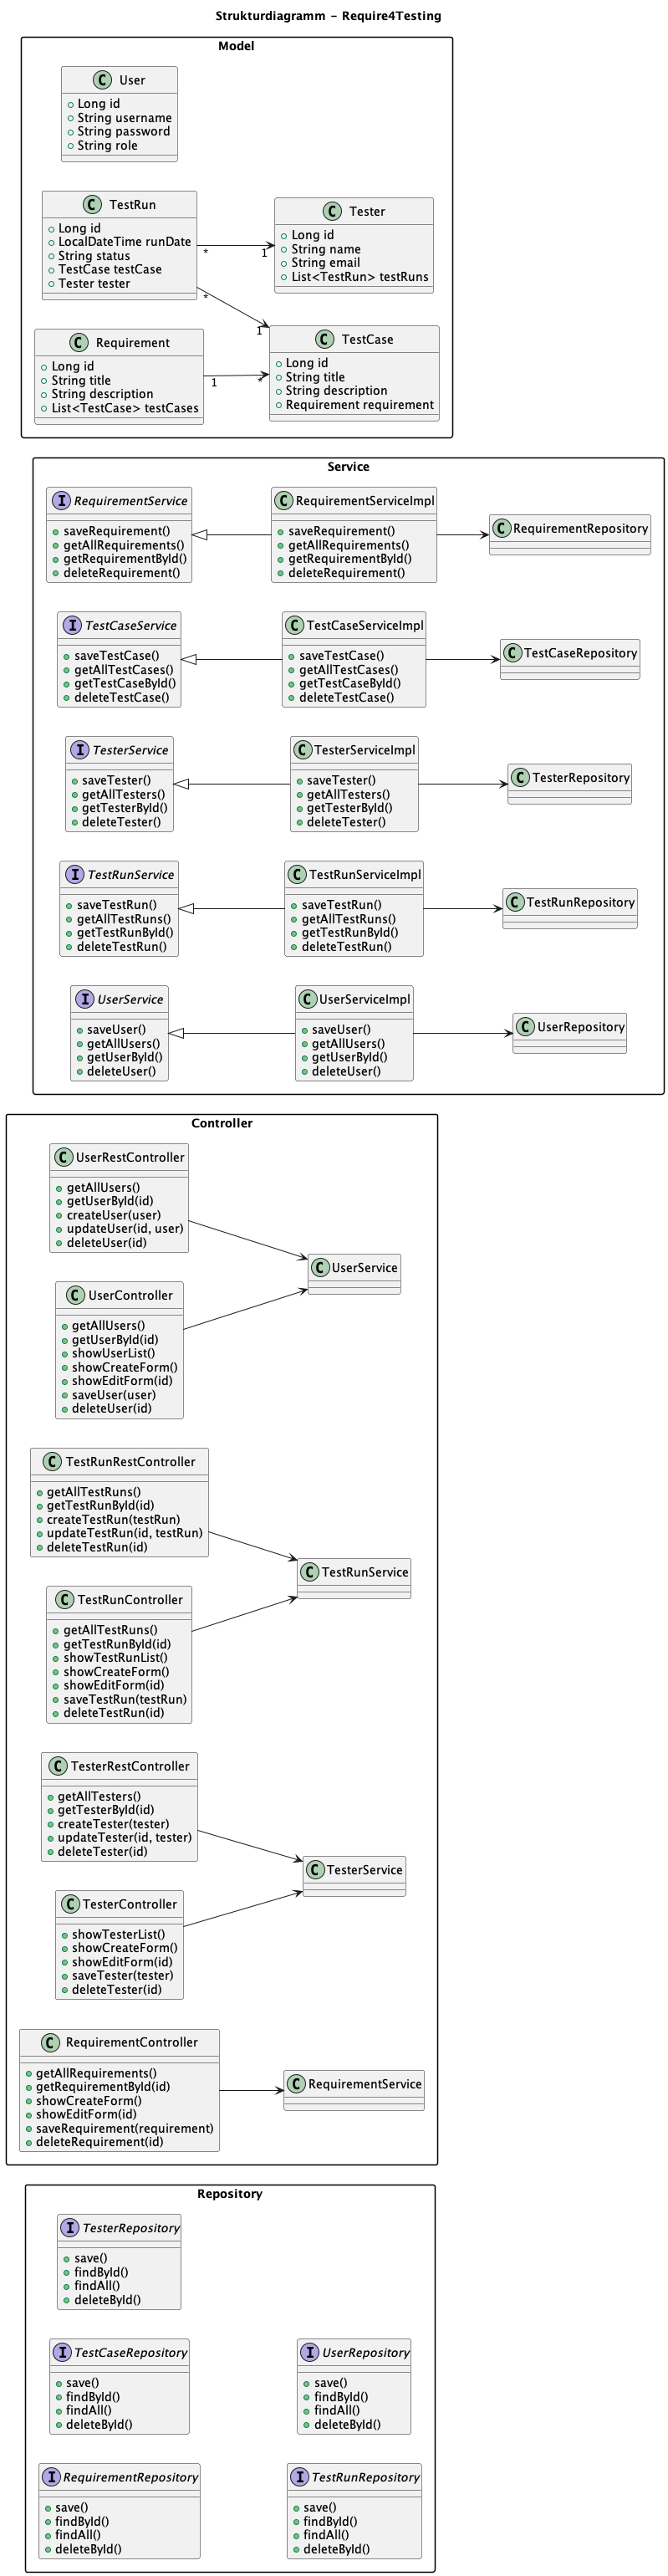 Strukturdiagramm - Require4Testing
Model
C User
Long id
String username
String password
String role
C TestRun
Long id
LocalDateTime runDate
String status
TestCase testCase
Tester tester
C Tester
Long id
String name
String email
List<TestRun> testRuns
* 1
* 1
C Requirement
Long id
String title
String description
List<TestCase> testCases
1 *
C TestCase
Long id
String title
String description
Requirement requirement
Service
I RequirementService
saveRequirement()
getAllRequirements()
getRequirementById()
deleteRequirement()
C RequirementServiceImpl
saveRequirement()
getAllRequirements()
getRequirementById()
deleteRequirement()
C RequirementRepository
I TestCaseService
saveTestCase()
getAllTestCases()
getTestCaseById()
deleteTestCase()
C TestCaseServiceImpl
saveTestCase()
getAllTestCases()
getTestCaseById()
deleteTestCase()
C TestCaseRepository
I TesterService
saveTester()
getAllTesters()
getTesterById()
deleteTester()
C TesterServiceImpl
saveTester()
getAllTesters()
getTesterById()
deleteTester()
C TesterRepository
I TestRunService
saveTestRun()
getAllTestRuns()
getTestRunById()
deleteTestRun()
C TestRunServiceImpl
saveTestRun()
getAllTestRuns()
getTestRunById()
deleteTestRun()
C TestRunRepository
I UserService
saveUser()
getAllUsers()
getUserById()
deleteUser()
C UserServiceImpl
saveUser()
getAllUsers()
getUserById()
deleteUser()
C UserRepository
Controller
C UserRestController
getAllUsers()
getUserById(id)
createUser(user)
updateUser(id, user)
deleteUser(id)
C UserService
C UserController
getAllUsers()
getUserById(id)
showUserList()
showCreateForm()
showEditForm(id)
saveUser(user)
deleteUser(id)
C TestRunRestController
getAllTestRuns()
getTestRunById(id)
createTestRun(testRun)
updateTestRun(id, testRun)
deleteTestRun(id)
C TestRunService
C TestRunController
getAllTestRuns()
getTestRunById(id)
showTestRunList()
showCreateForm()
showEditForm(id)
saveTestRun(testRun)
deleteTestRun(id)
C TesterRestController
getAllTesters()
getTesterById(id)
createTester(tester)
updateTester(id, tester)
deleteTester(id)
C TesterService
C TesterController
showTesterList()
showCreateForm()
showEditForm(id)
saveTester(tester)
deleteTester(id)
C RequirementController
getAllRequirements()
getRequirementById(id)
showCreateForm()
showEditForm(id)
saveRequirement(requirement)
deleteRequirement(id)
C RequirementService
Repository
I TesterRepository
save()
findById()
findAll()
deleteById()
I TestCaseRepository
save()
findById()
findAll()
deleteById()
I UserRepository
save()
findById()
findAll()
deleteById()
I RequirementRepository
save()
findById()
findAll()
deleteById()
I TestRunRepository
save()
findById()
findAll()
deleteById()